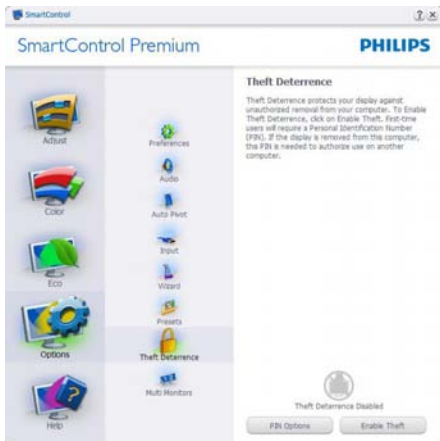 SmartControl
SmartControl Premium
PHILIPS
Adjust
Color
Eco
Options
Help
Preferences
Audio
Auto Pivot
Input
Wizard
Presets
Theft Deterrence
Multi Monitors
Theft Deterrence
Theft Deterrence protects your display against
unauthorized removal from your computer. To Enable
Theft Deterrence, click on Enable Theft. First-time
users will require a Personal Identification Number
(PIN). If the display is removed from this computer,
this PIN is needed to authorize use on another
computer.
Theft Deterrence Disabled
PIN Options
Enable Theft